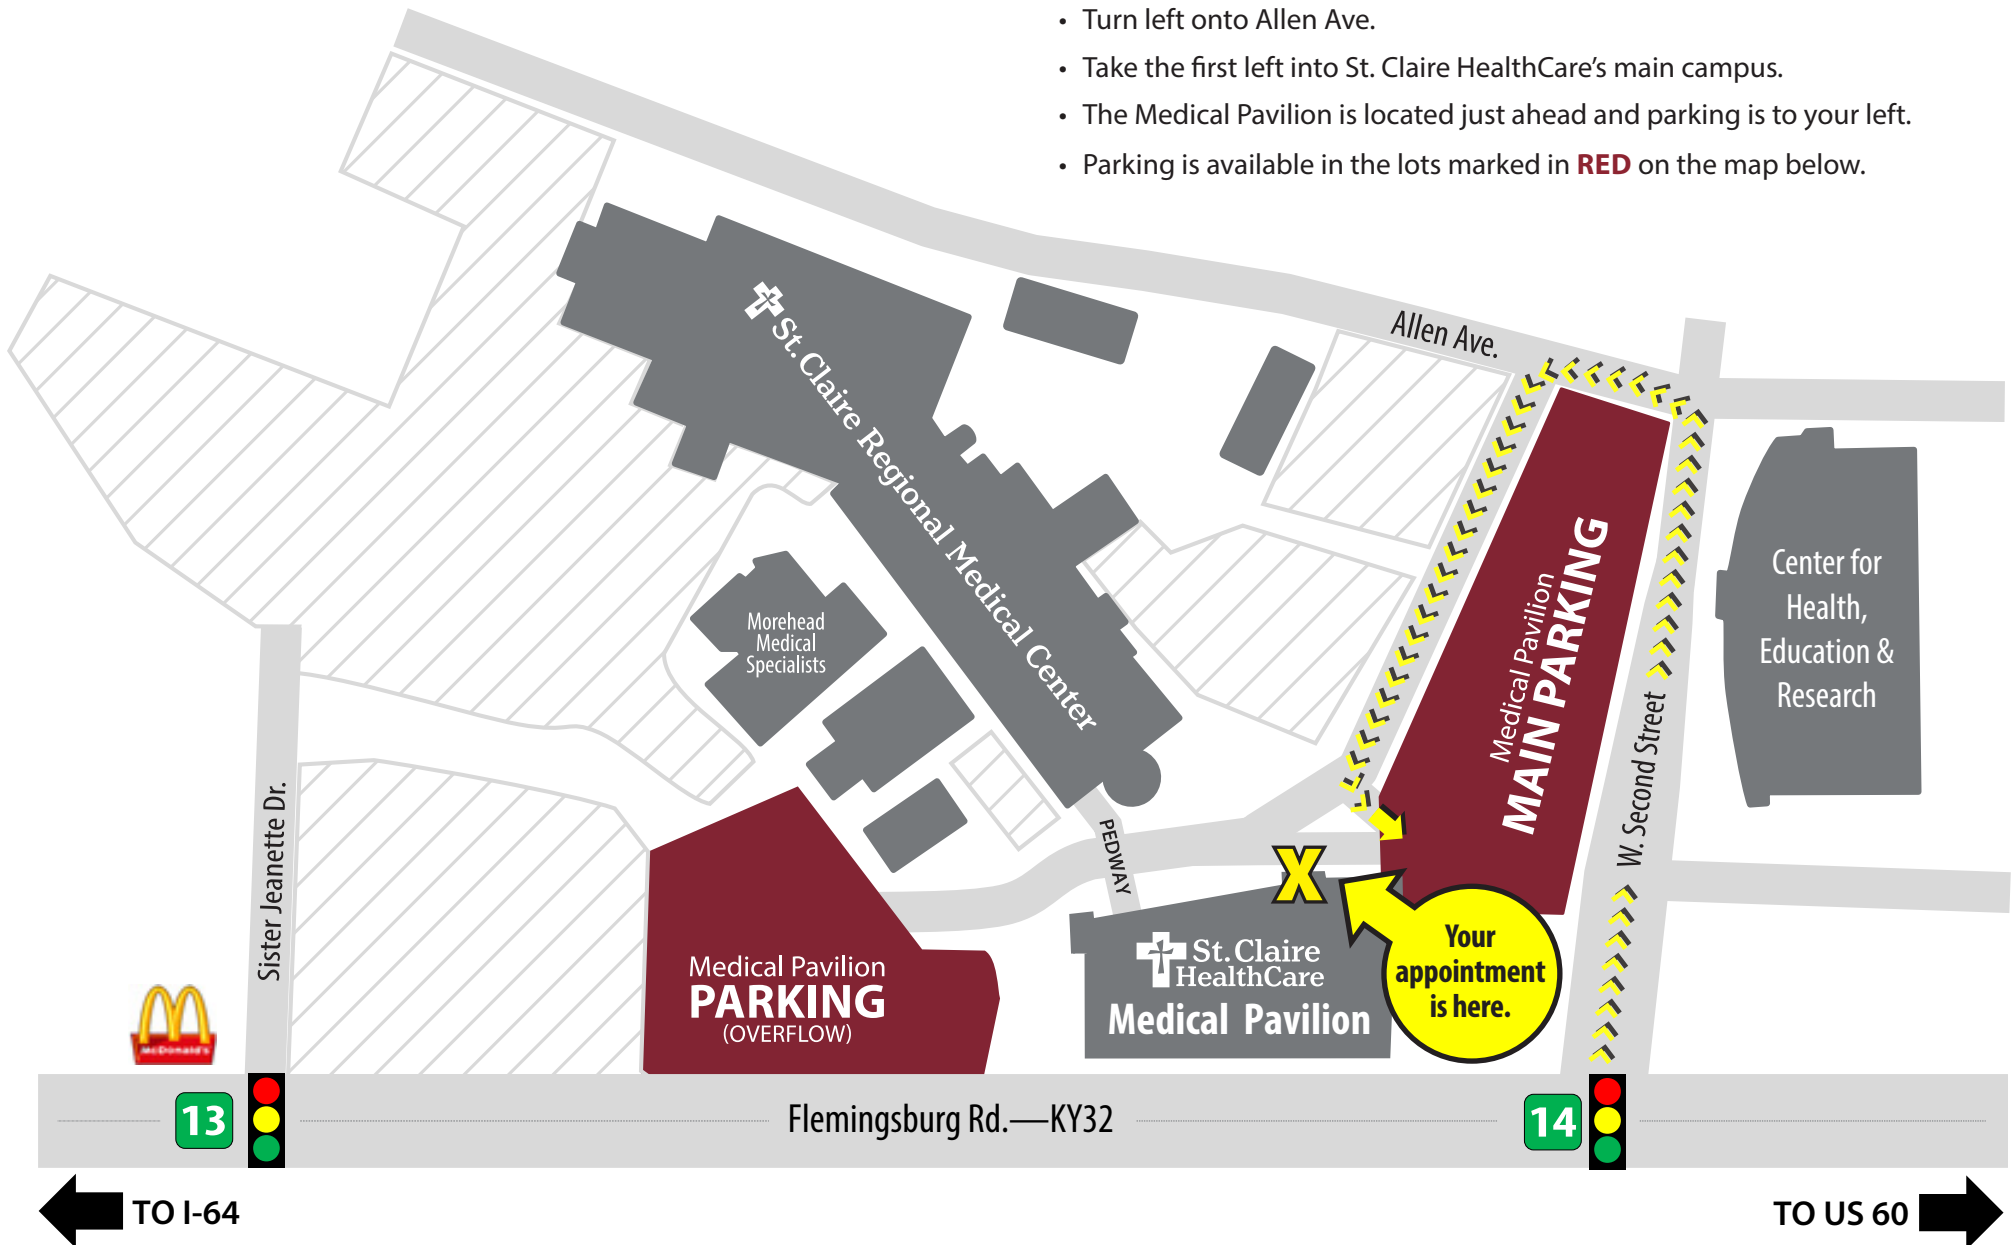 • Turn left onto Allen Ave.
• Take the first left into St. Claire HealthCare’s main campus.
• The Medical Pavilion is located just ahead and parking is to your left.
• Parking is available in the lots marked in RED on the map below.
Allen Ave.
St. Claire Regional Medical Center
Medical Pavilion
MAIN PARKING
Center for
Health,
Education &
Research
Morehead
Medical
Specialists
W. Second Street
Sister Jeanette Dr.
PEDWAY
X
Medical Pavilion
PARKING
(OVERFLOW)
St. Claire
HealthCare
Medical Pavilion
Your
appointment
is here.
McDonald's
13
Flemingsburg Rd.—KY32
14
TO I-64
TO US 60